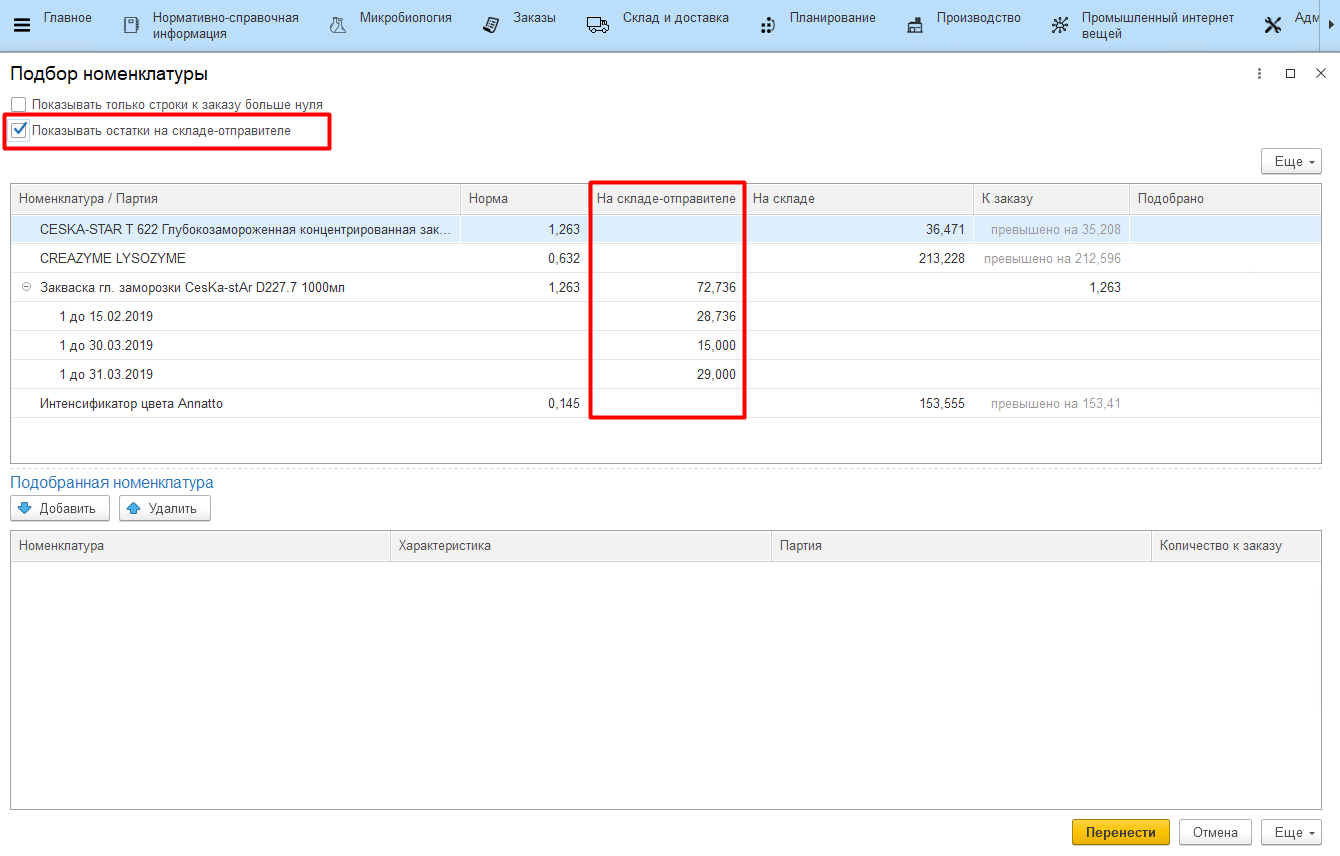 Главное
Нормативно-справочная
информация
Микробиология
Заказы
Склад и доставка
Планирование
Производство
Промышленный интернет
вещей
Адм
Подбор номенклатуры
Показывать только строки к заказу больше нуля
Показывать остатки на складе-отправителе
Еще
Номенклатура / Партия Норма На складе-отправителе На складе К заказу Подобрано
CESKA-STAR T 622 Глубокозамороженная концентрированная зак... 1,263 36,471 превышено на 35,208
CREAZYME LYSOZYME 0,632 213,228 превышено на 212,596
Закваска гл. заморозки CesKa-stAr D227.7 1000мл 1,263 72,736 1,263
1 до 15.02.2019 28,736
1 до 30.03.2019 15,000
1 до 31.03.2019 29,000
Интенсификатор цвета Annatto 0,145 153,555 превышено на 153,41
Подобранная номенклатура
Добавить Удалить
Номенклатура Характеристика Партия Количество к заказу
Перенести Отмена Еще